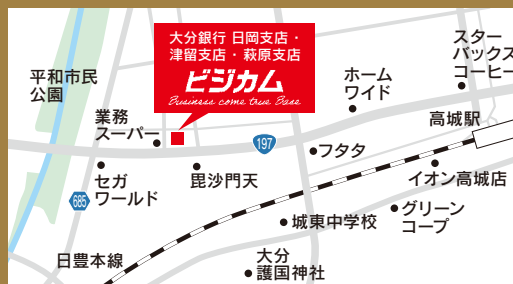 大分銀行 日岡支店・
津留支店・萩原支店
ビジカム
Business come true Base
スター
バックス
コーヒー
平和市民
公園
ホーム
ワイド
業務
スーパー
高城駅
197
フタタ
セガ
ワールド
毘沙門天
イオン高城店
685
グリーン
コープ
城東中学校
日豊本線
大分
護国神社